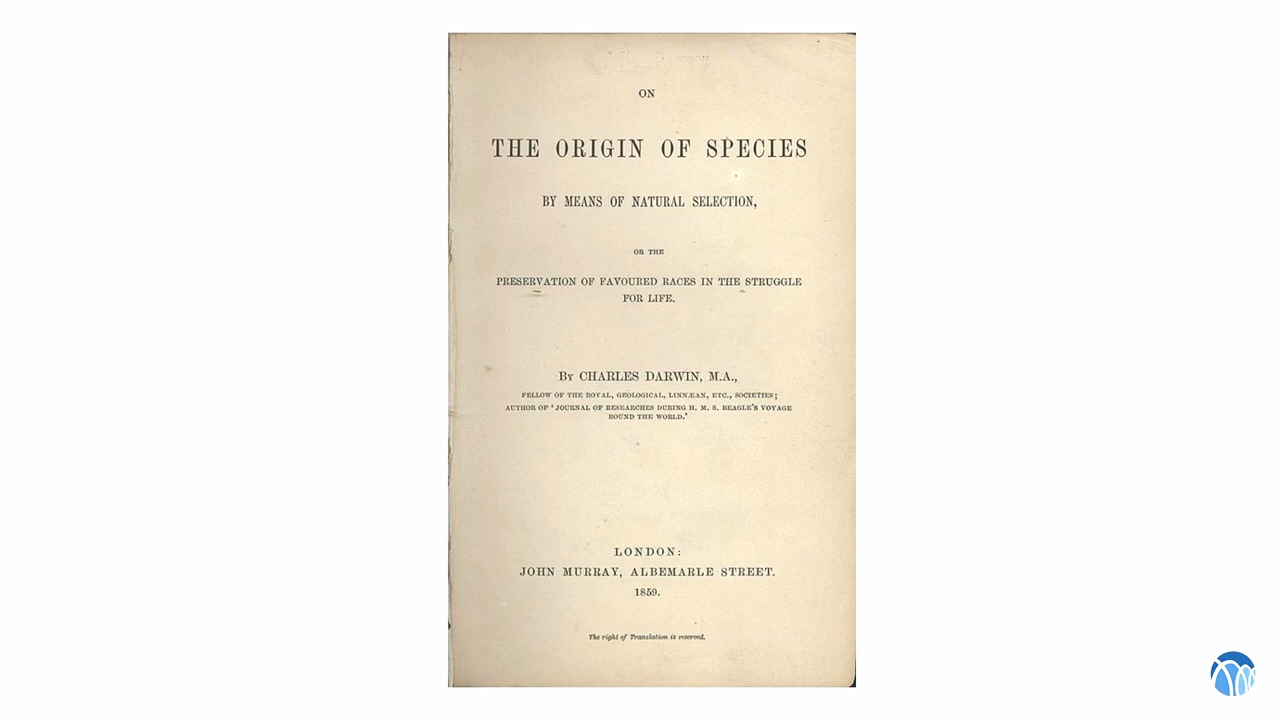 ON
THE ORIGIN OF SPECIES
BY MEANS OF NATURAL SELECTION,
OR THE
PRESERVATION OF FAVOURED RACES IN THE STRUGGLE
FOR LIFE.
BY CHARLES DARWIN, M.A.,
FELLOW OF THE ROYAL, GEOLOGICAL, LINNÆAN, ETC., SOCIETIES;
AUTHOR OF 'JOURNAL OF RESEARCHES DURING H. M. S. BEAGLE'S VOYAGE
ROUND THE WORLD.'
LONDON:
JOHN MURRAY, ALBEMARLE STREET.
1859.
The right of Translation is reserved.